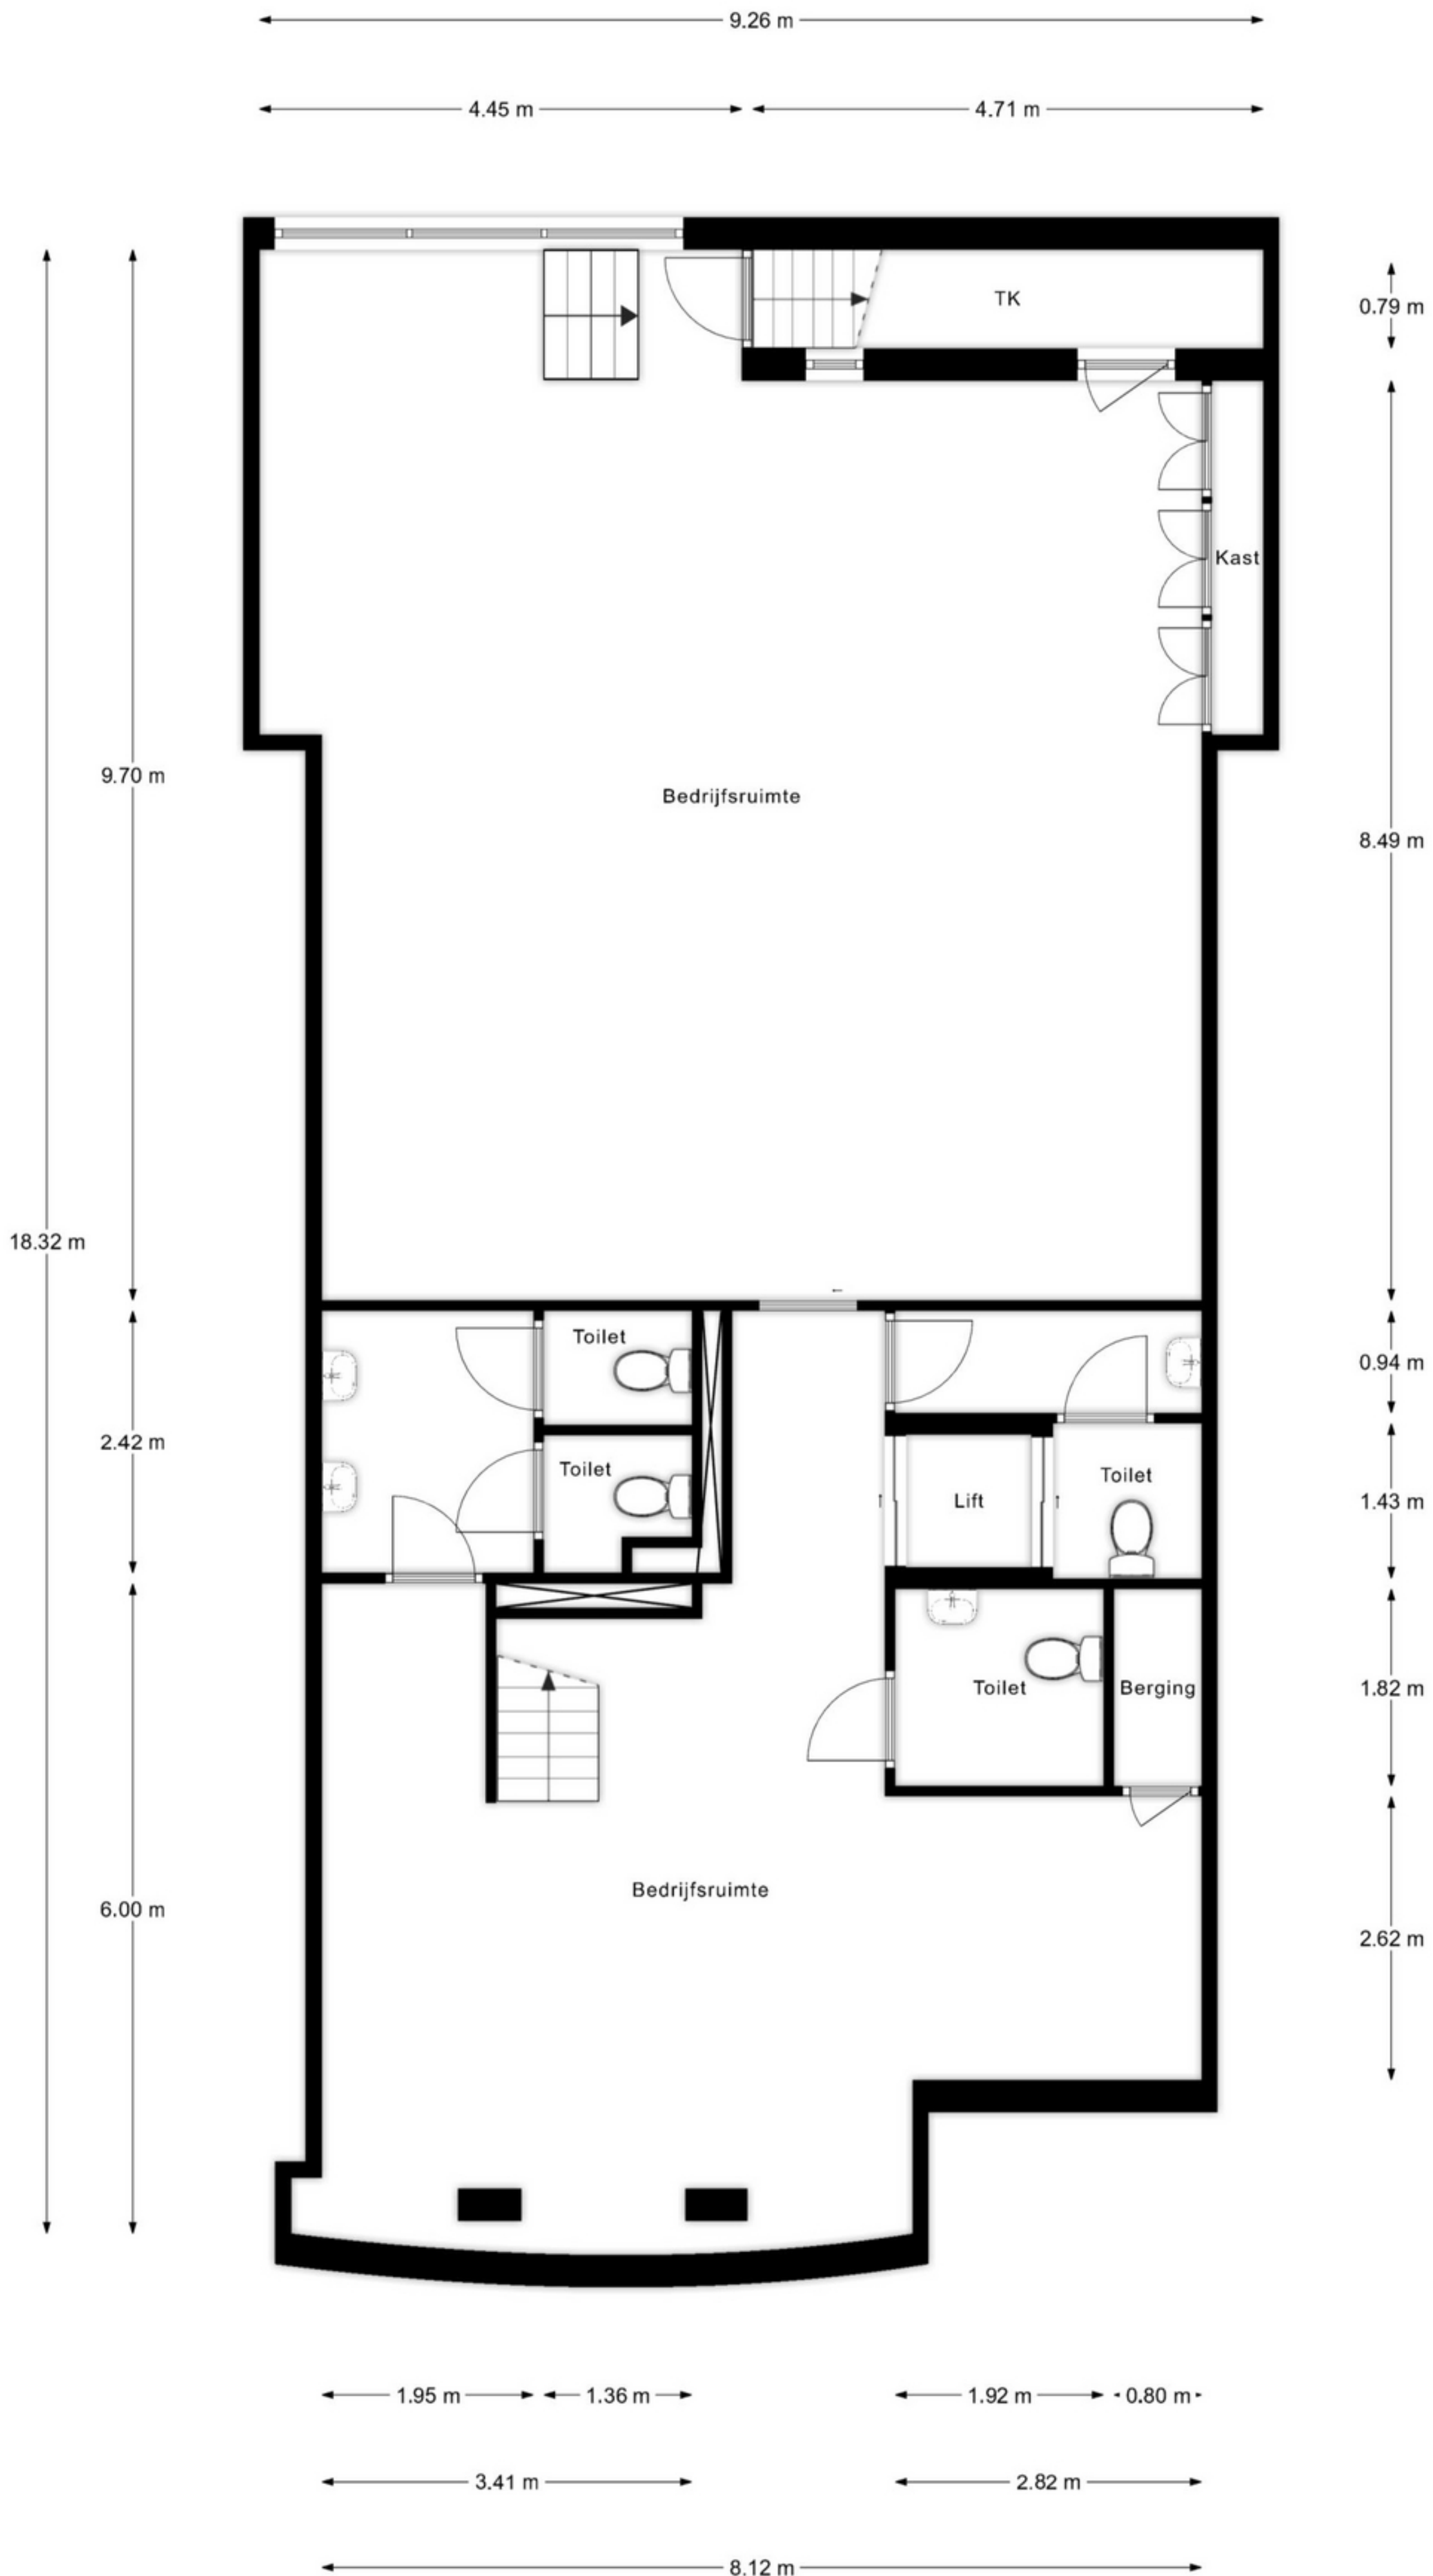 9.26 m
4.45 m
4.71 m
TK
0.79 m
Kast
9.70 m
Bedrijfsruimte
8.49 m
18.32 m
Toilet
0.94 m
2.42 m
Toilet
Toilet
Lift
1.43 m
Toilet
Berging
1.82 m
Bedrijfsruimte
6.00 m
2.62 m
1.95 m
1.36 m
1.92 m
0.80 m
3.41 m
2.82 m
8.12 m